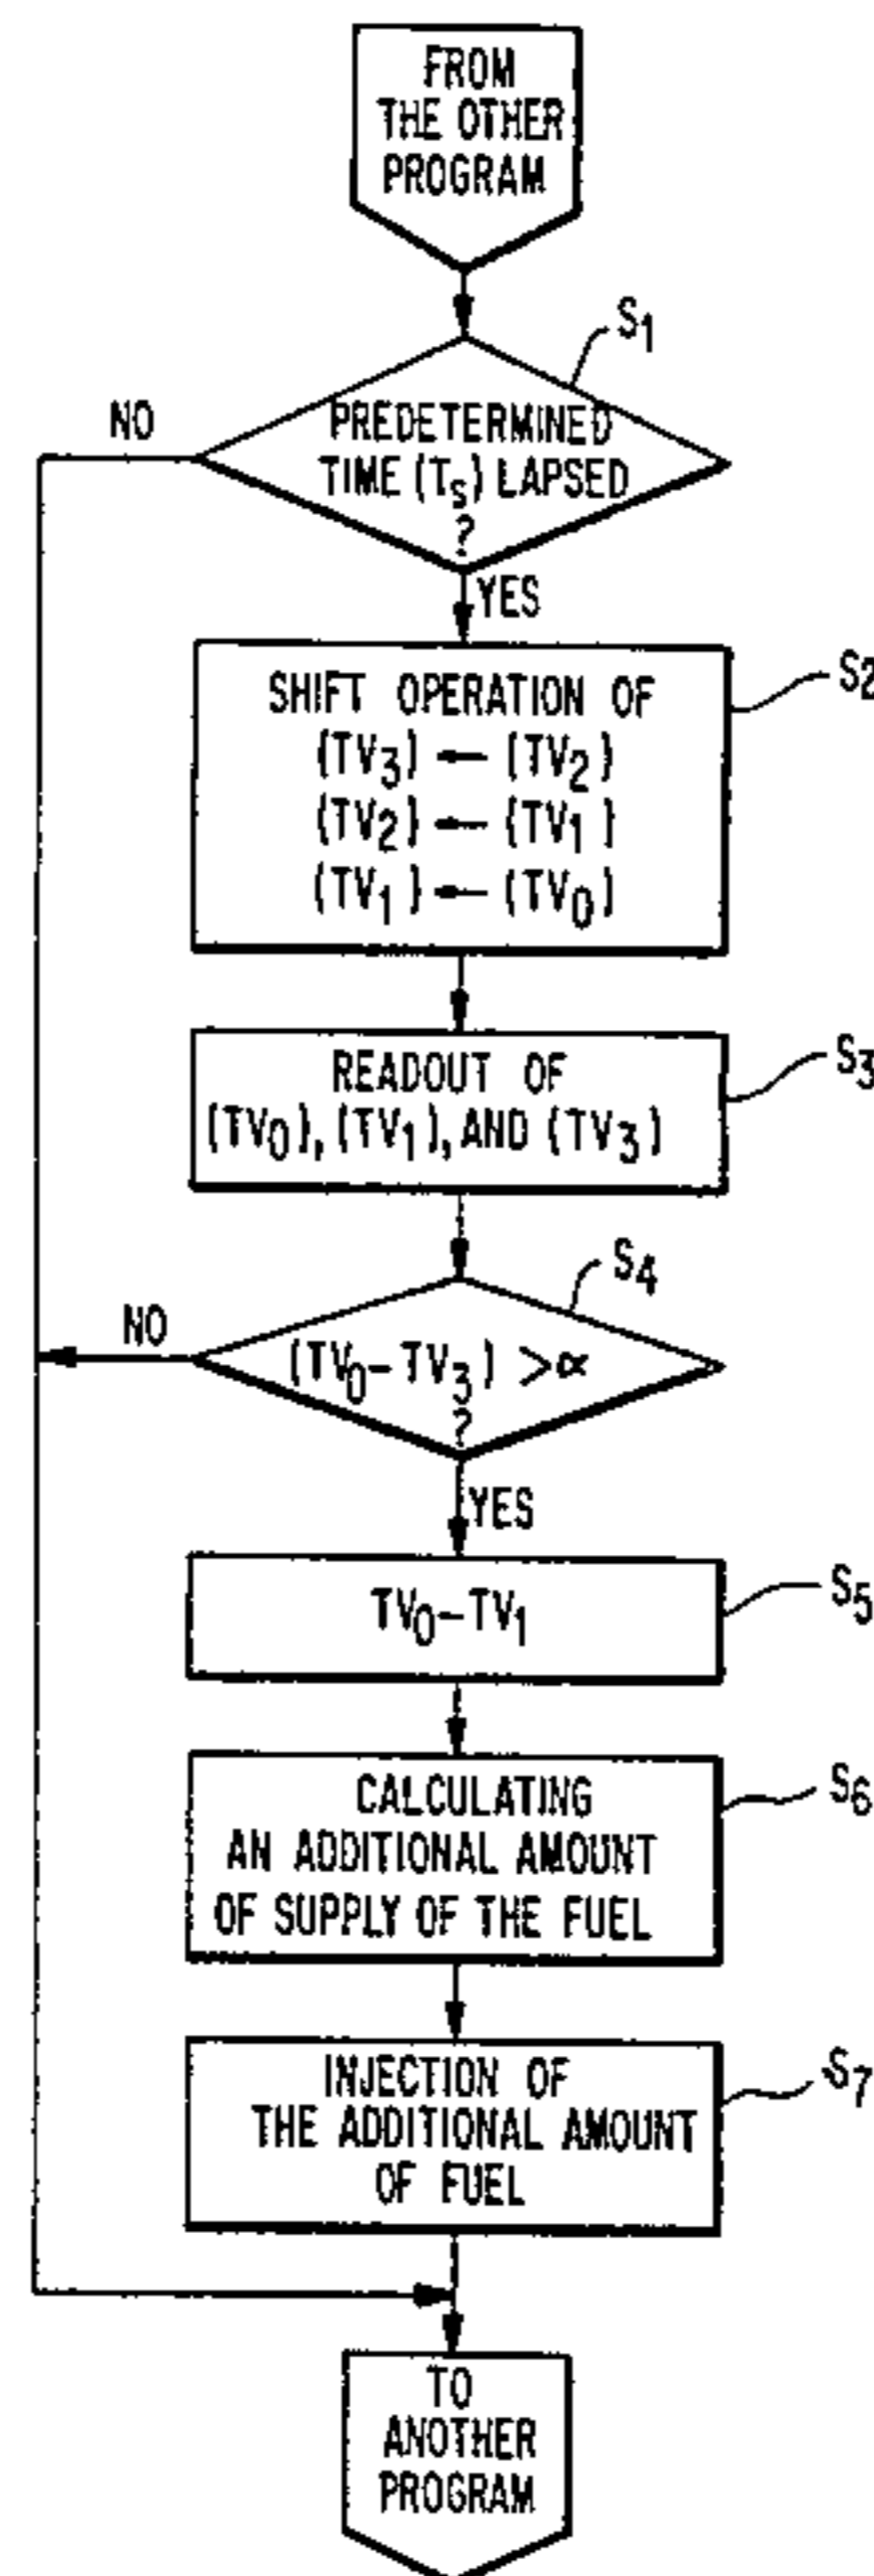 FROM
THE OTHER
PROGRAM
S1
NO
PREDETERMINED
TIME (Ts) LAPSED
?
YES
S2
SHIFT OPERATION OF
(TV3) ← (TV2)
(TV2) ← (TV1)
(TV1) ← (TV0)
S3
READOUT OF
(TV0), (TV1), AND (TV3)
S4
NO
(TV0 - TV3) > α
?
YES
S5
TV0 - TV1
S6
CALCULATING
AN ADDITIONAL AMOUNT
OF SUPPLY OF THE FUEL
S7
INJECTION OF
THE ADDITIONAL AMOUNT
OF FUEL
TO
ANOTHER
PROGRAM